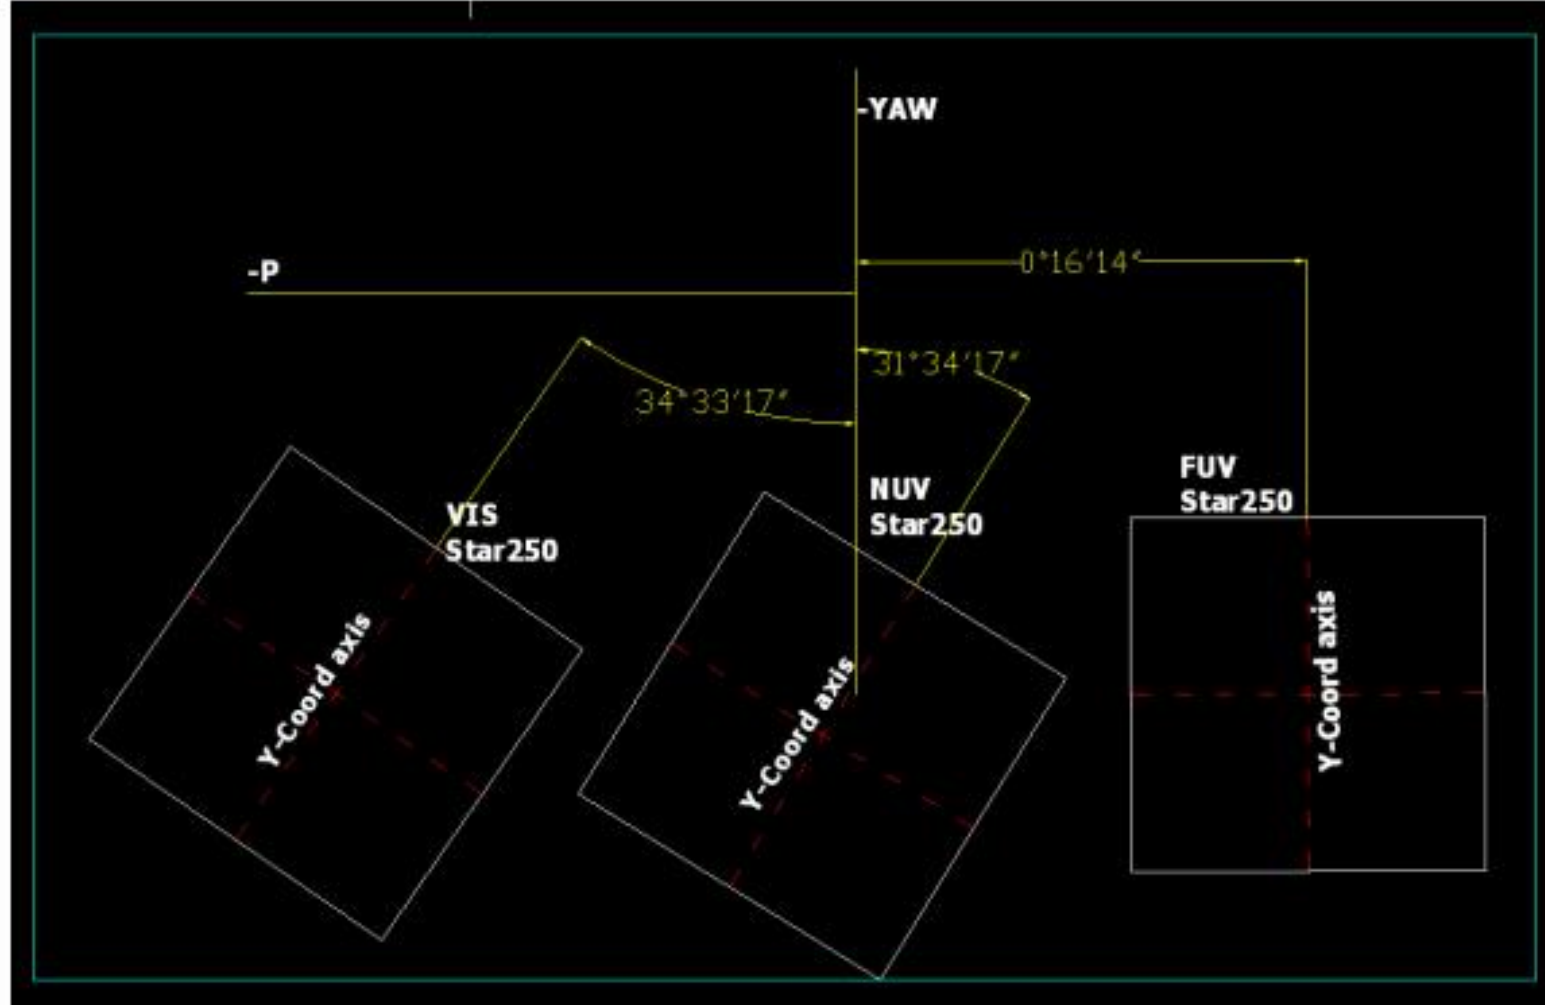 -YAW
-P
0°16'14"
31°34'17"
34°33'17"
VIS
Star250
NUV
Star250
FUV
Star250
Y-Coord axis
Y-Coord axis
Y-Coord axis